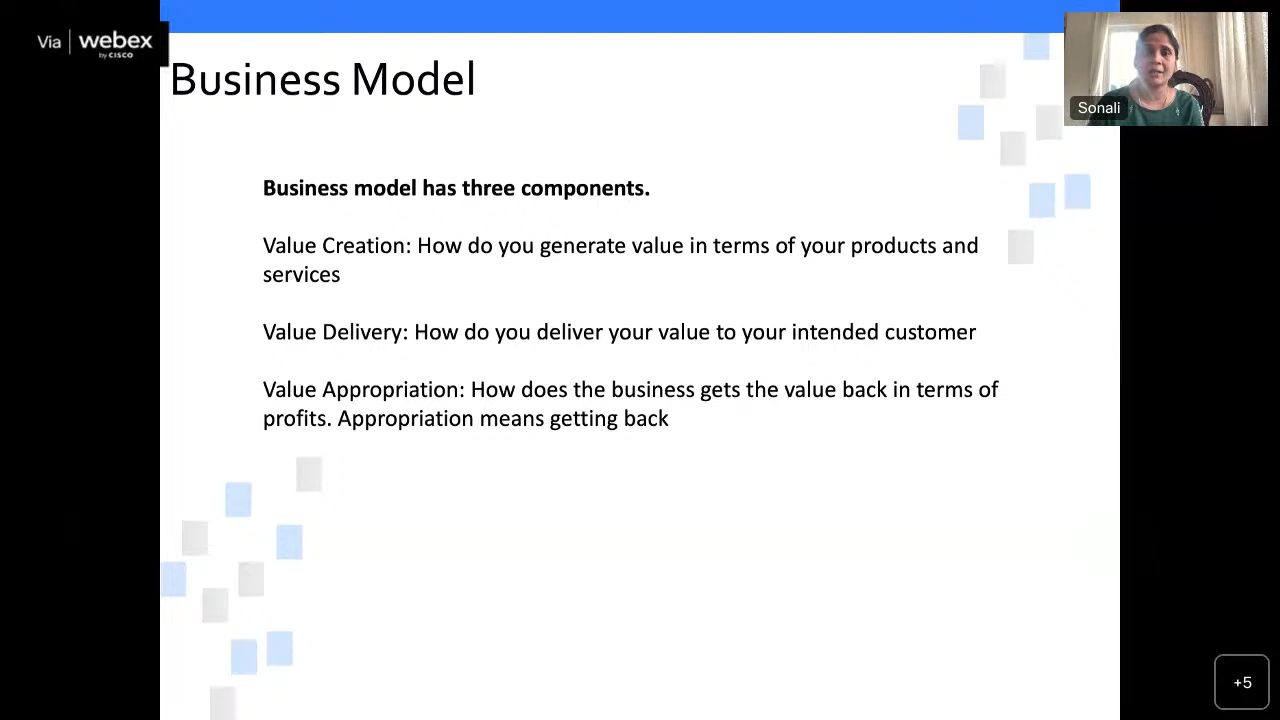 Via webex
by CISCO
Business Model
Sonali
Business model has three components.
Value Creation: How do you generate value in terms of your products and
services
Value Delivery: How do you deliver your value to your intended customer
Value Appropriation: How does the business gets the value back in terms of
profits. Appropriation means getting back
+5